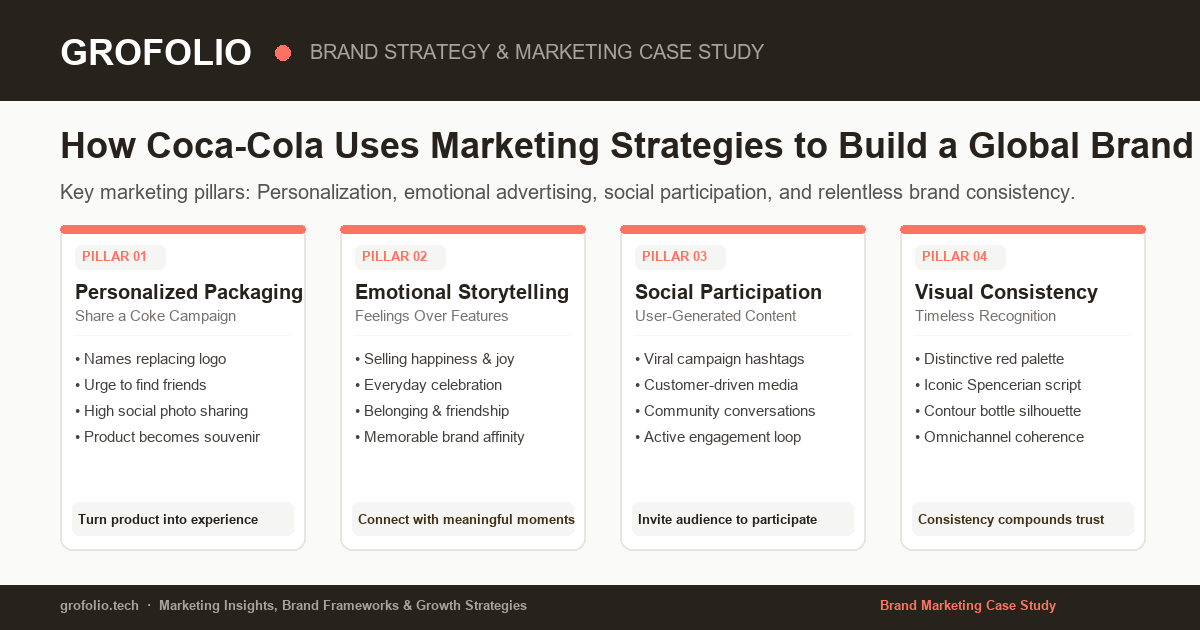 GROFOLIO
BRAND STRATEGY & MARKETING CASE STUDY
How Coca-Cola Uses Marketing Strategies to Build a Global Brand
Key marketing pillars: Personalization, emotional advertising, social participation, and relentless brand consistency.
PILLAR 01
Personalized Packaging
Share a Coke Campaign
• Names replacing logo
• Urge to find friends
• High social photo sharing
• Product becomes souvenir
Turn product into experience
PILLAR 02
Emotional Storytelling
Feelings Over Features
• Selling happiness & joy
• Everyday celebration
• Belonging & friendship
• Memorable brand affinity
Connect with meaningful moments
PILLAR 03
Social Participation
User-Generated Content
• Viral campaign hashtags
• Customer-driven media
• Community conversations
• Active engagement loop
Invite audience to participate
PILLAR 04
Visual Consistency
Timeless Recognition
• Distinctive red palette
• Iconic Spencerian script
• Contour bottle silhouette
• Omnichannel coherence
Consistency compounds trust
grofolio.tech · Marketing Insights, Brand Frameworks & Growth Strategies
Brand Marketing Case Study